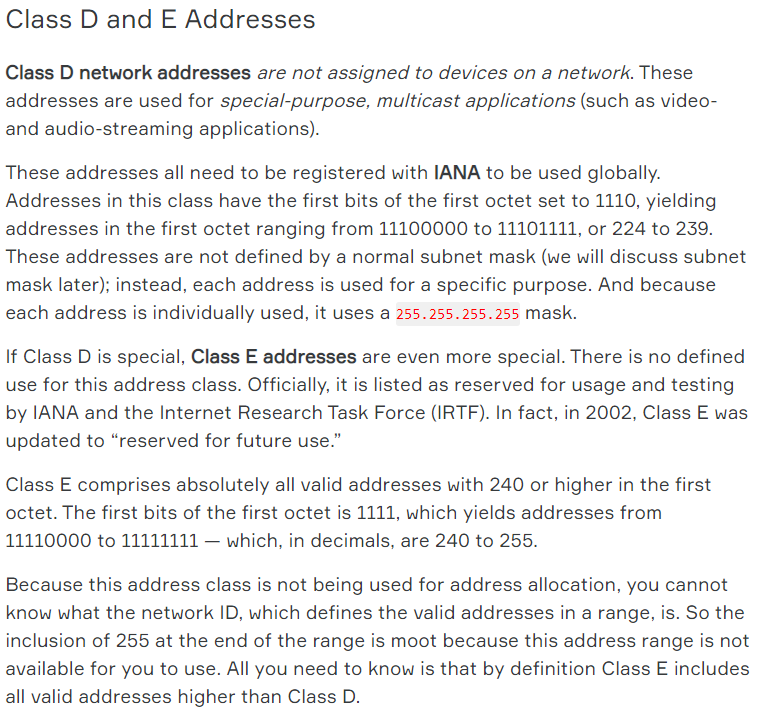 Class D and E Addresses
Class D network addresses are not assigned to devices on a network. These
addresses are used for special-purpose, multicast applications (such as video-
and audio-streaming applications).
These addresses all need to be registered with IANA to be used globally.
Addresses in this class have the first bits of the first octet set to 1110, yielding
addresses in the first octet ranging from 11100000 to 11101111, or 224 to 239.
These addresses are not defined by a normal subnet mask (we will discuss subnet
mask later); instead, each address is used for a specific purpose. And because
each address is individually used, it uses a 255.255.255.255 mask.
If Class D is special, Class E addresses are even more special. There is no defined
use for this address class. Officially, it is listed as reserved for usage and testing
by IANA and the Internet Research Task Force (IRTF). In fact, in 2002, Class E was
updated to “reserved for future use.”
Class E comprises absolutely all valid addresses with 240 or higher in the first
octet. The first bits of the first octet is 1111, which yields addresses from
11110000 to 11111111 — which, in decimals, are 240 to 255.
Because this address class is not being used for address allocation, you cannot
know what the network ID, which defines the valid addresses in a range, is. So the
inclusion of 255 at the end of the range is moot because this address range is not
available for you to use. All you need to know is that by definition Class E includes
all valid addresses higher than Class D.